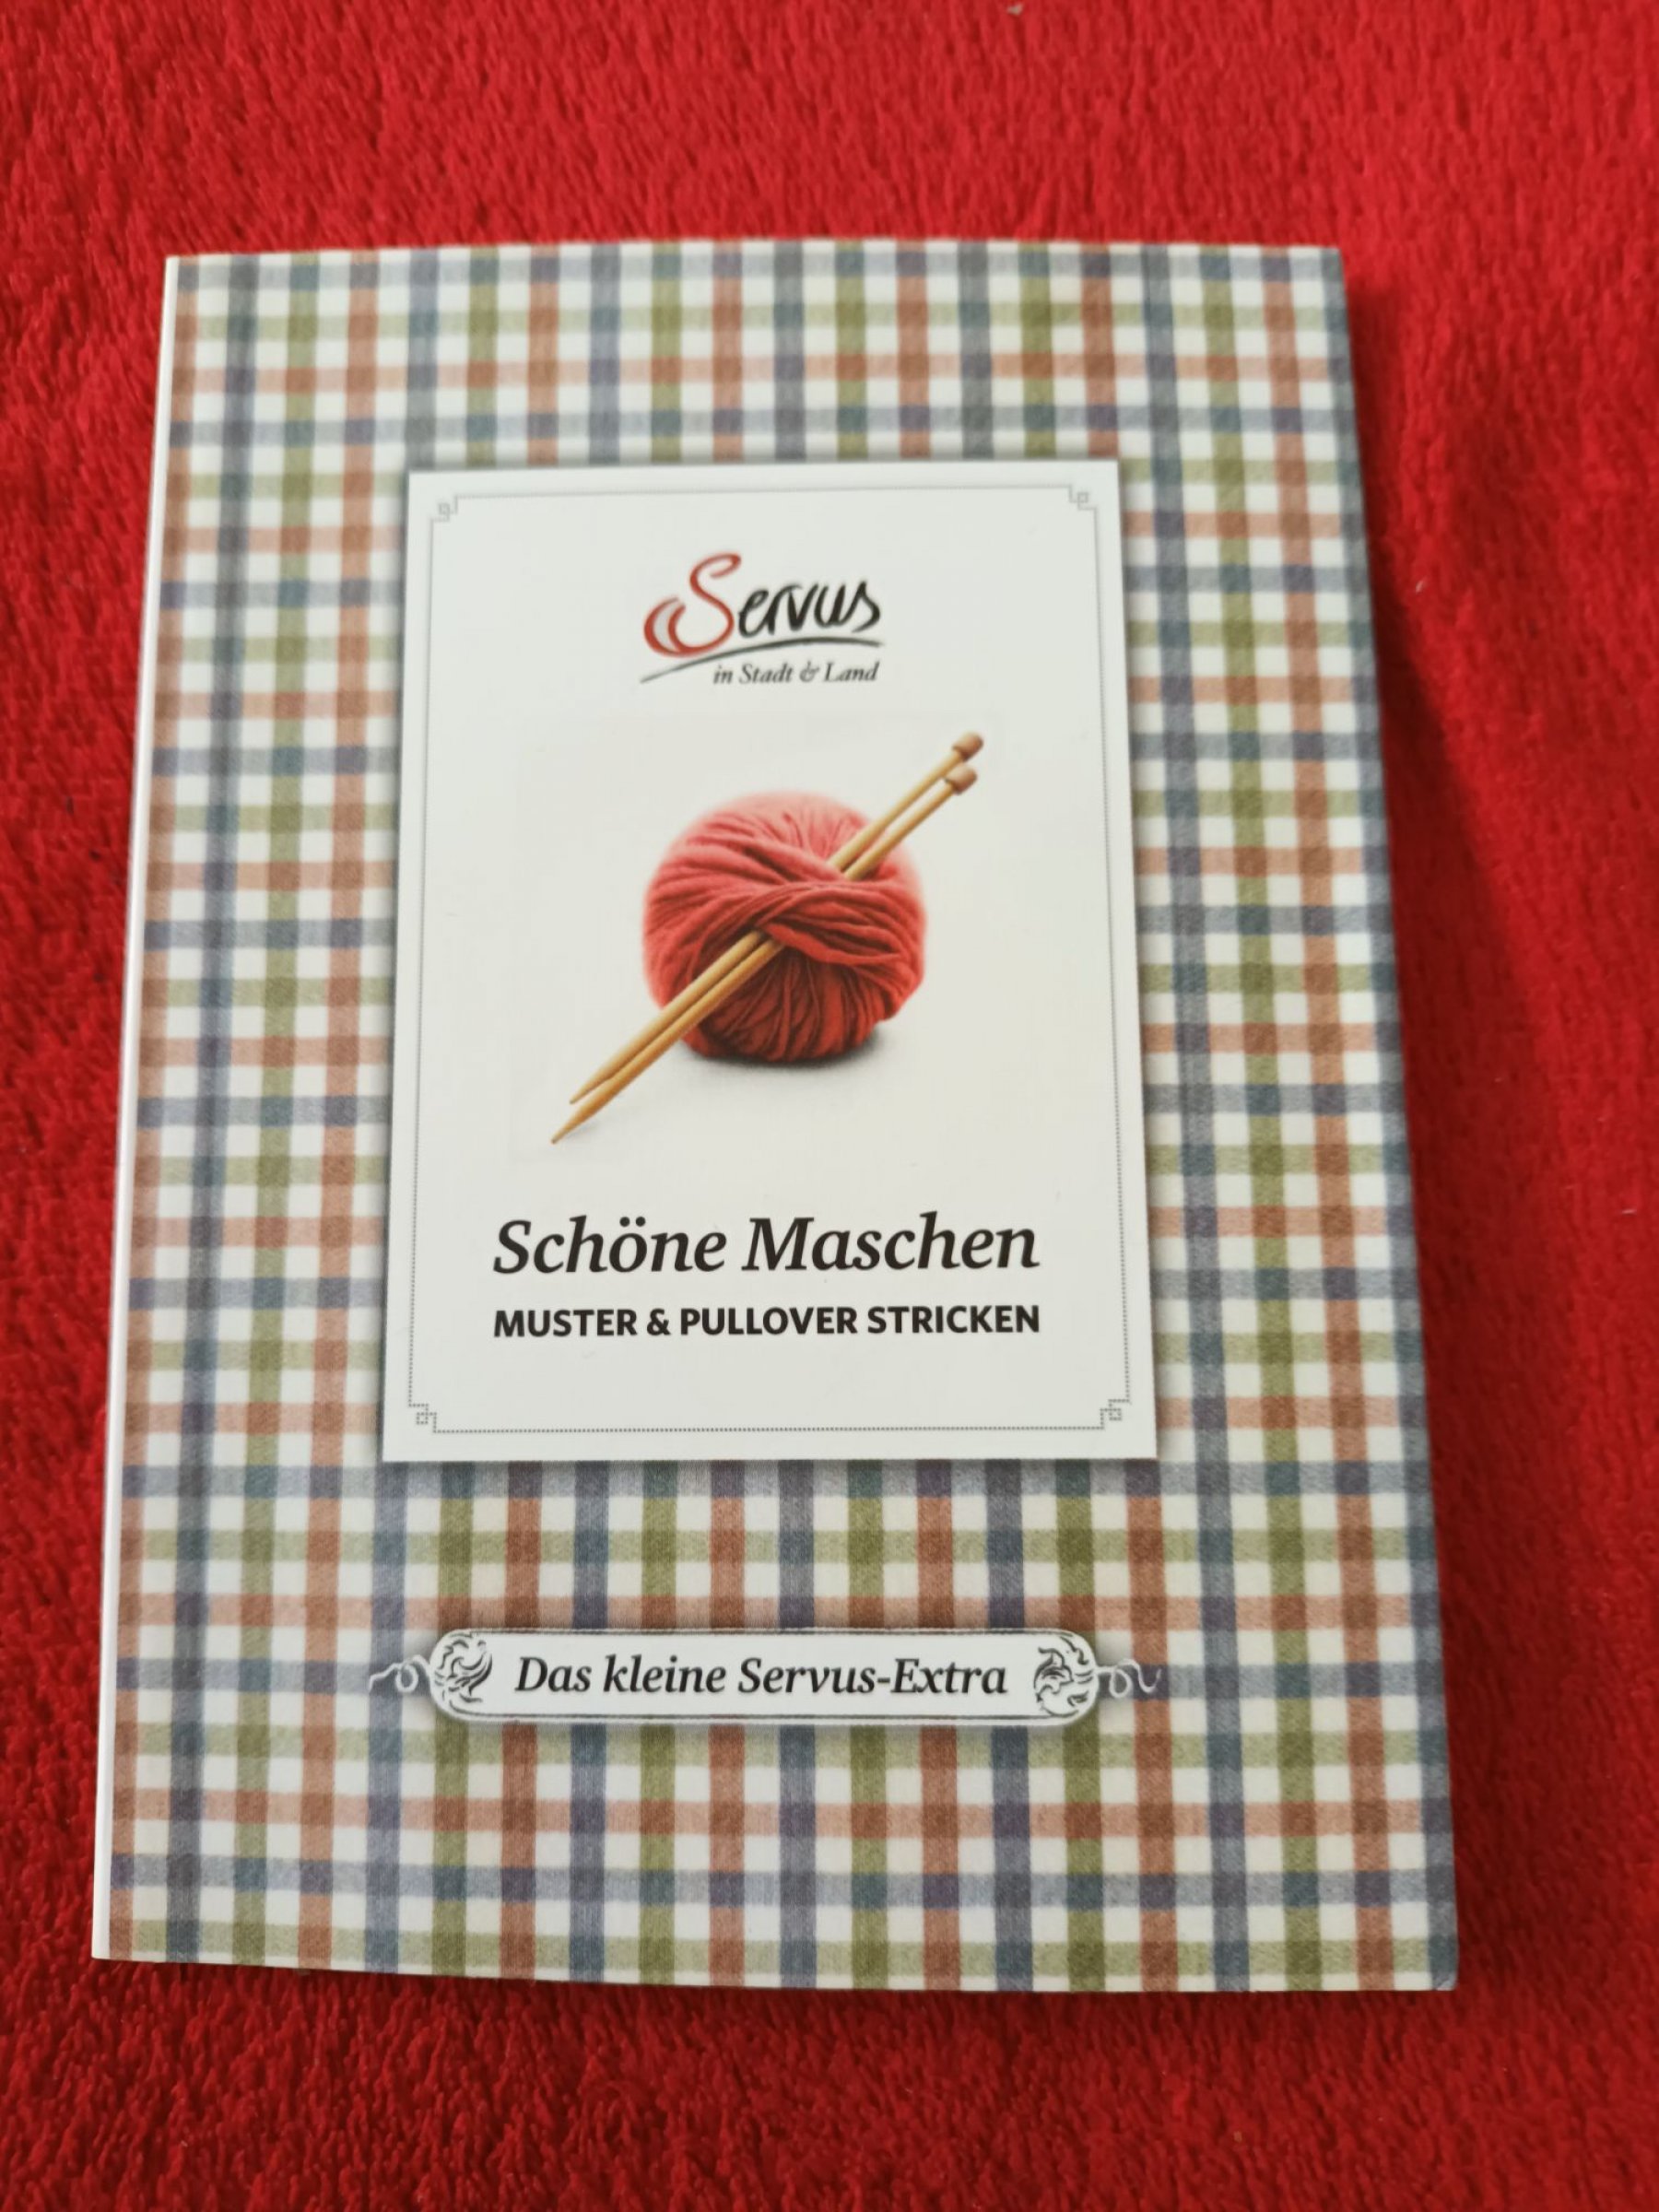 Servus
in Stadt & Land
Schöne Maschen
MUSTER & PULLOVER STRICKEN
Das kleine Servus-Extra